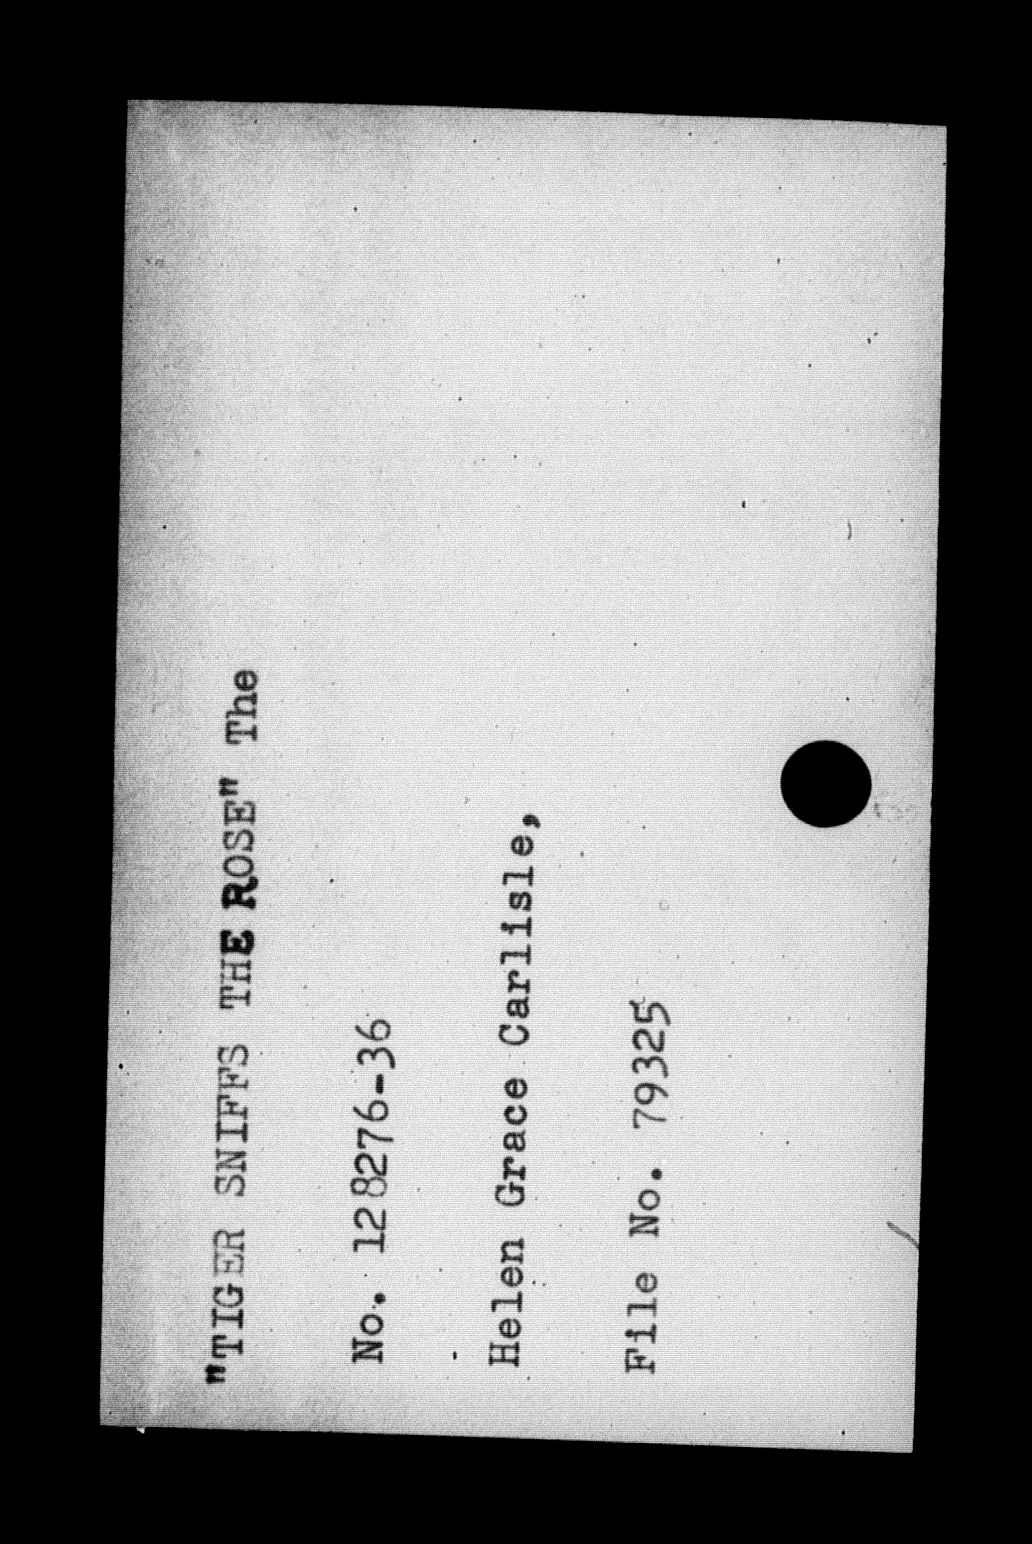 "TIGER SNIFFS THE ROSE" The
No. 128276-36
Helen Grace Carlisle,
File No. 79325